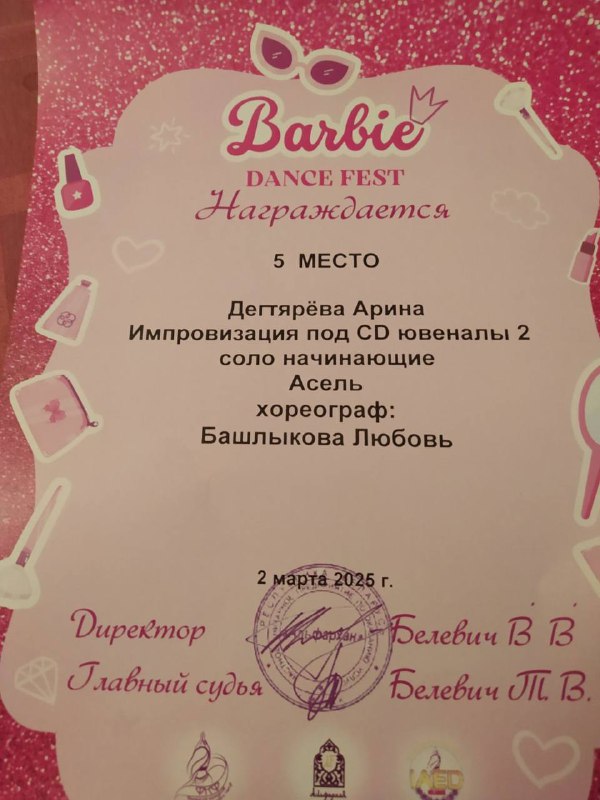 Barbie
DANCE FEST
Награждается
5 МЕСТО
Дегтярёва Арина
Импровизация под CD ювеналы 2
соло начинающие
Асель
хореограф:
Башлыкова Любовь
2 марта 2025 г.
Директор Белевич В В
Главный судья Белевич Т. В.